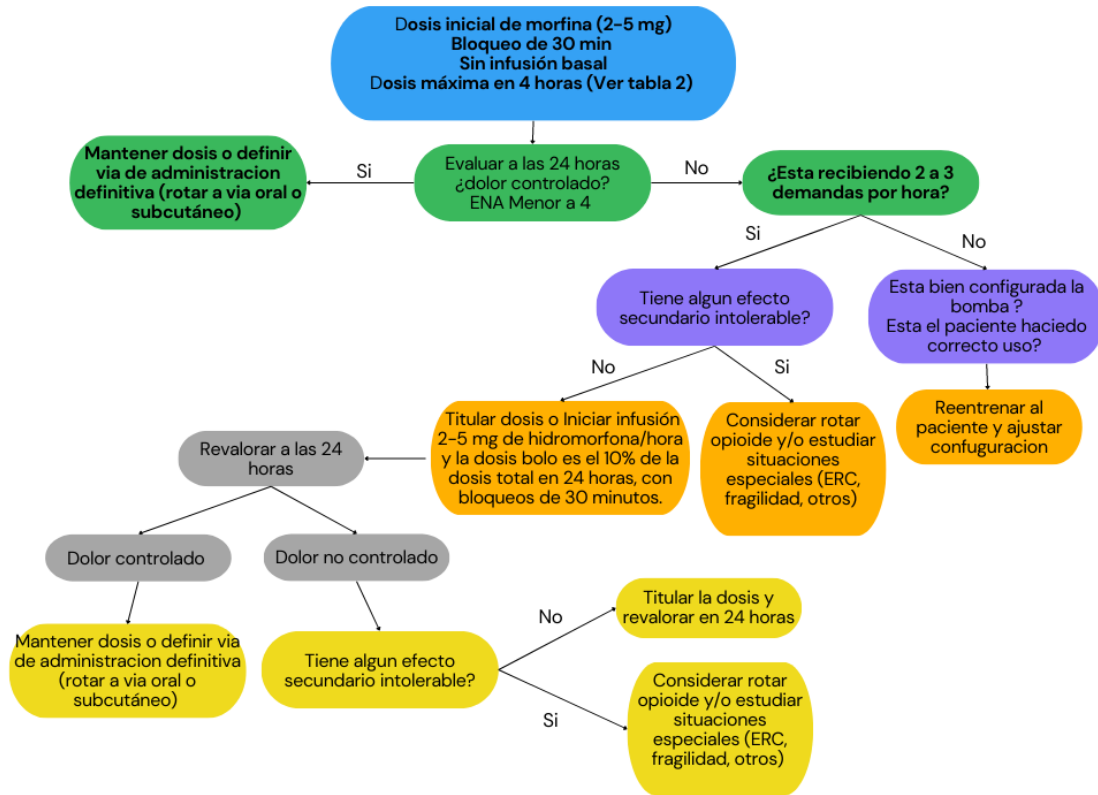 Dosis inicial de morfina (2-5 mg)
Bloqueo de 30 min
Sin infusión basal
Dosis máxima en 4 horas (Ver tabla 2)
Mantener dosis o definir
via de administracion
definitiva (rotar a via oral o
subcutáneo)
Si
Evaluar a las 24 horas
¿dolor controlado?
ENA Menor a 4
No
¿Esta recibiendo 2 a 3
demandas por hora?
Si
No
Tiene algun efecto
secundario intolerable?
Esta bien configurada la
bomba ?
Esta el paciente haciedo
correcto uso?
No
Si
Revalorar a las 24
horas
Titular dosis o Iniciar infusión
2-5 mg de hidromorfona/hora
y la dosis bolo es el 10% de la
dosis total en 24 horas, con
bloqueos de 30 minutos.
Considerar rotar
opioide y/o estudiar
situaciones
especiales (ERC,
fragilidad, otros)
Reentrenar al
paciente y ajustar
confuguracion
Dolor controlado
Dolor no controlado
Mantener dosis o definir via
de administracion definitiva
(rotar a via oral o
subcutáneo)
Tiene algun efecto
secundario intolerable?
No
Titular la dosis y
revalorar en 24 horas
Si
Considerar rotar
opioide y/o estudiar
situaciones
especiales (ERC,
fragilidad, otros)